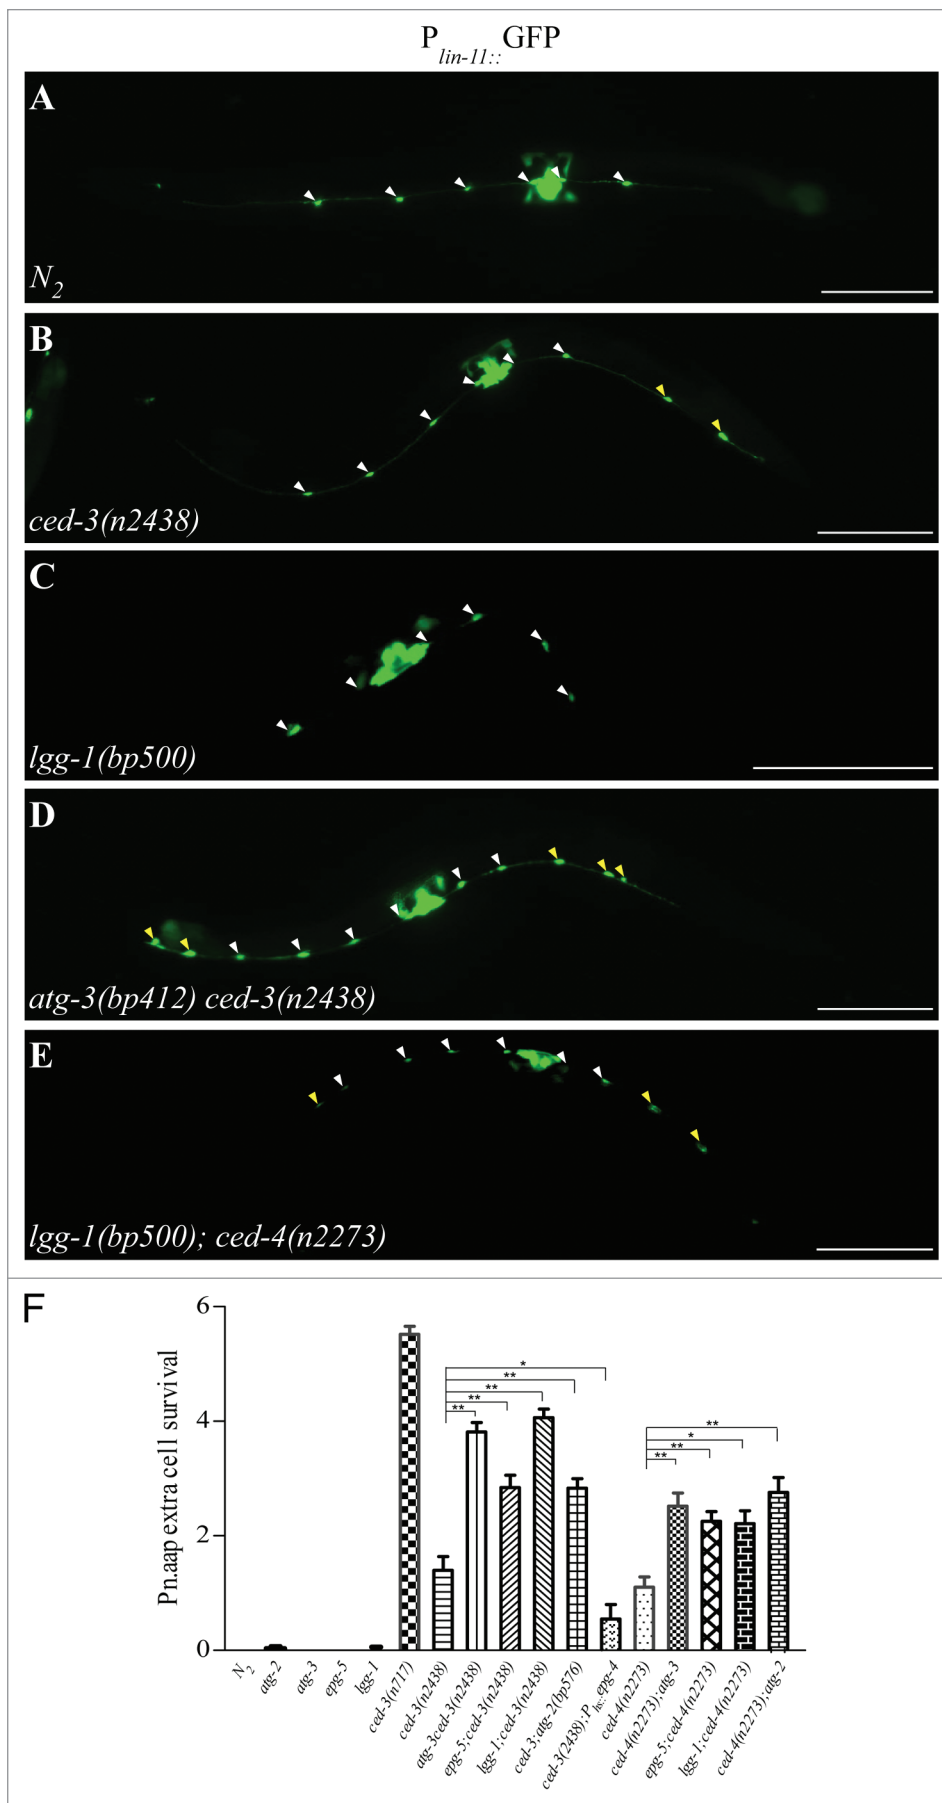 P lin-11:: GFP
A
N2
B
ced-3(n2438)
C
lgg-1(bp500)
D
atg-3(bp412) ced-3(n2438)
E
lgg-1(bp500); ced-4(n2273)
F
Pn.aap extra cell survival
6
4
2
0
*
**
**
**
**
**
*
**
**
N2
atg-2
atg-3
epg-5
lgg-1
ced-3(n717)
ced-3(n2438)
atg-3ced-3(n2438)
epg-5;ced-3(n2438)
lgg-1;ced-3(n2438)
ced-3;atg-2(bp576)
ced-3(2438);Phs::epg-4
ced-4(n2273)
ced-4(n2273);atg-3
epg-5;ced-4(n2273)
lgg-1;ced-4(n2273)
ced-4(n2273);atg-2